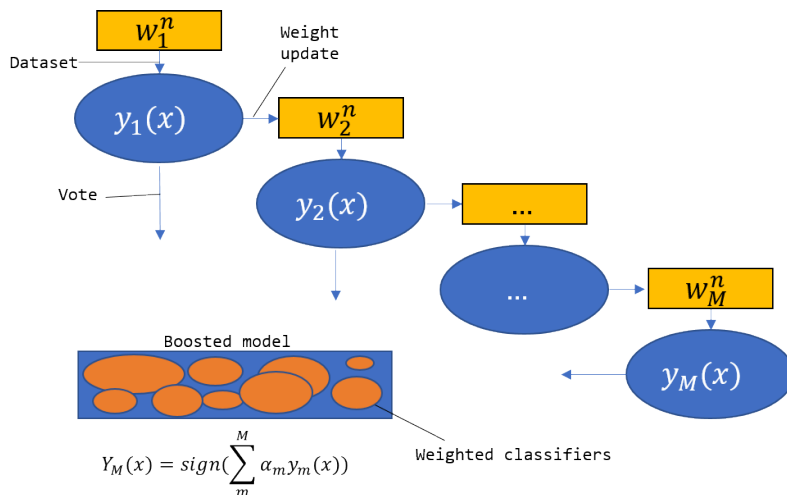 w_1^n
Weight
update
Dataset
y_1(x)
w_2^n
Vote
y_2(x)
...
...
w_M^n
Boosted model
y_M(x)
Weighted classifiers
Y_M(x) = sign(∑_m^M α_m y_m(x))